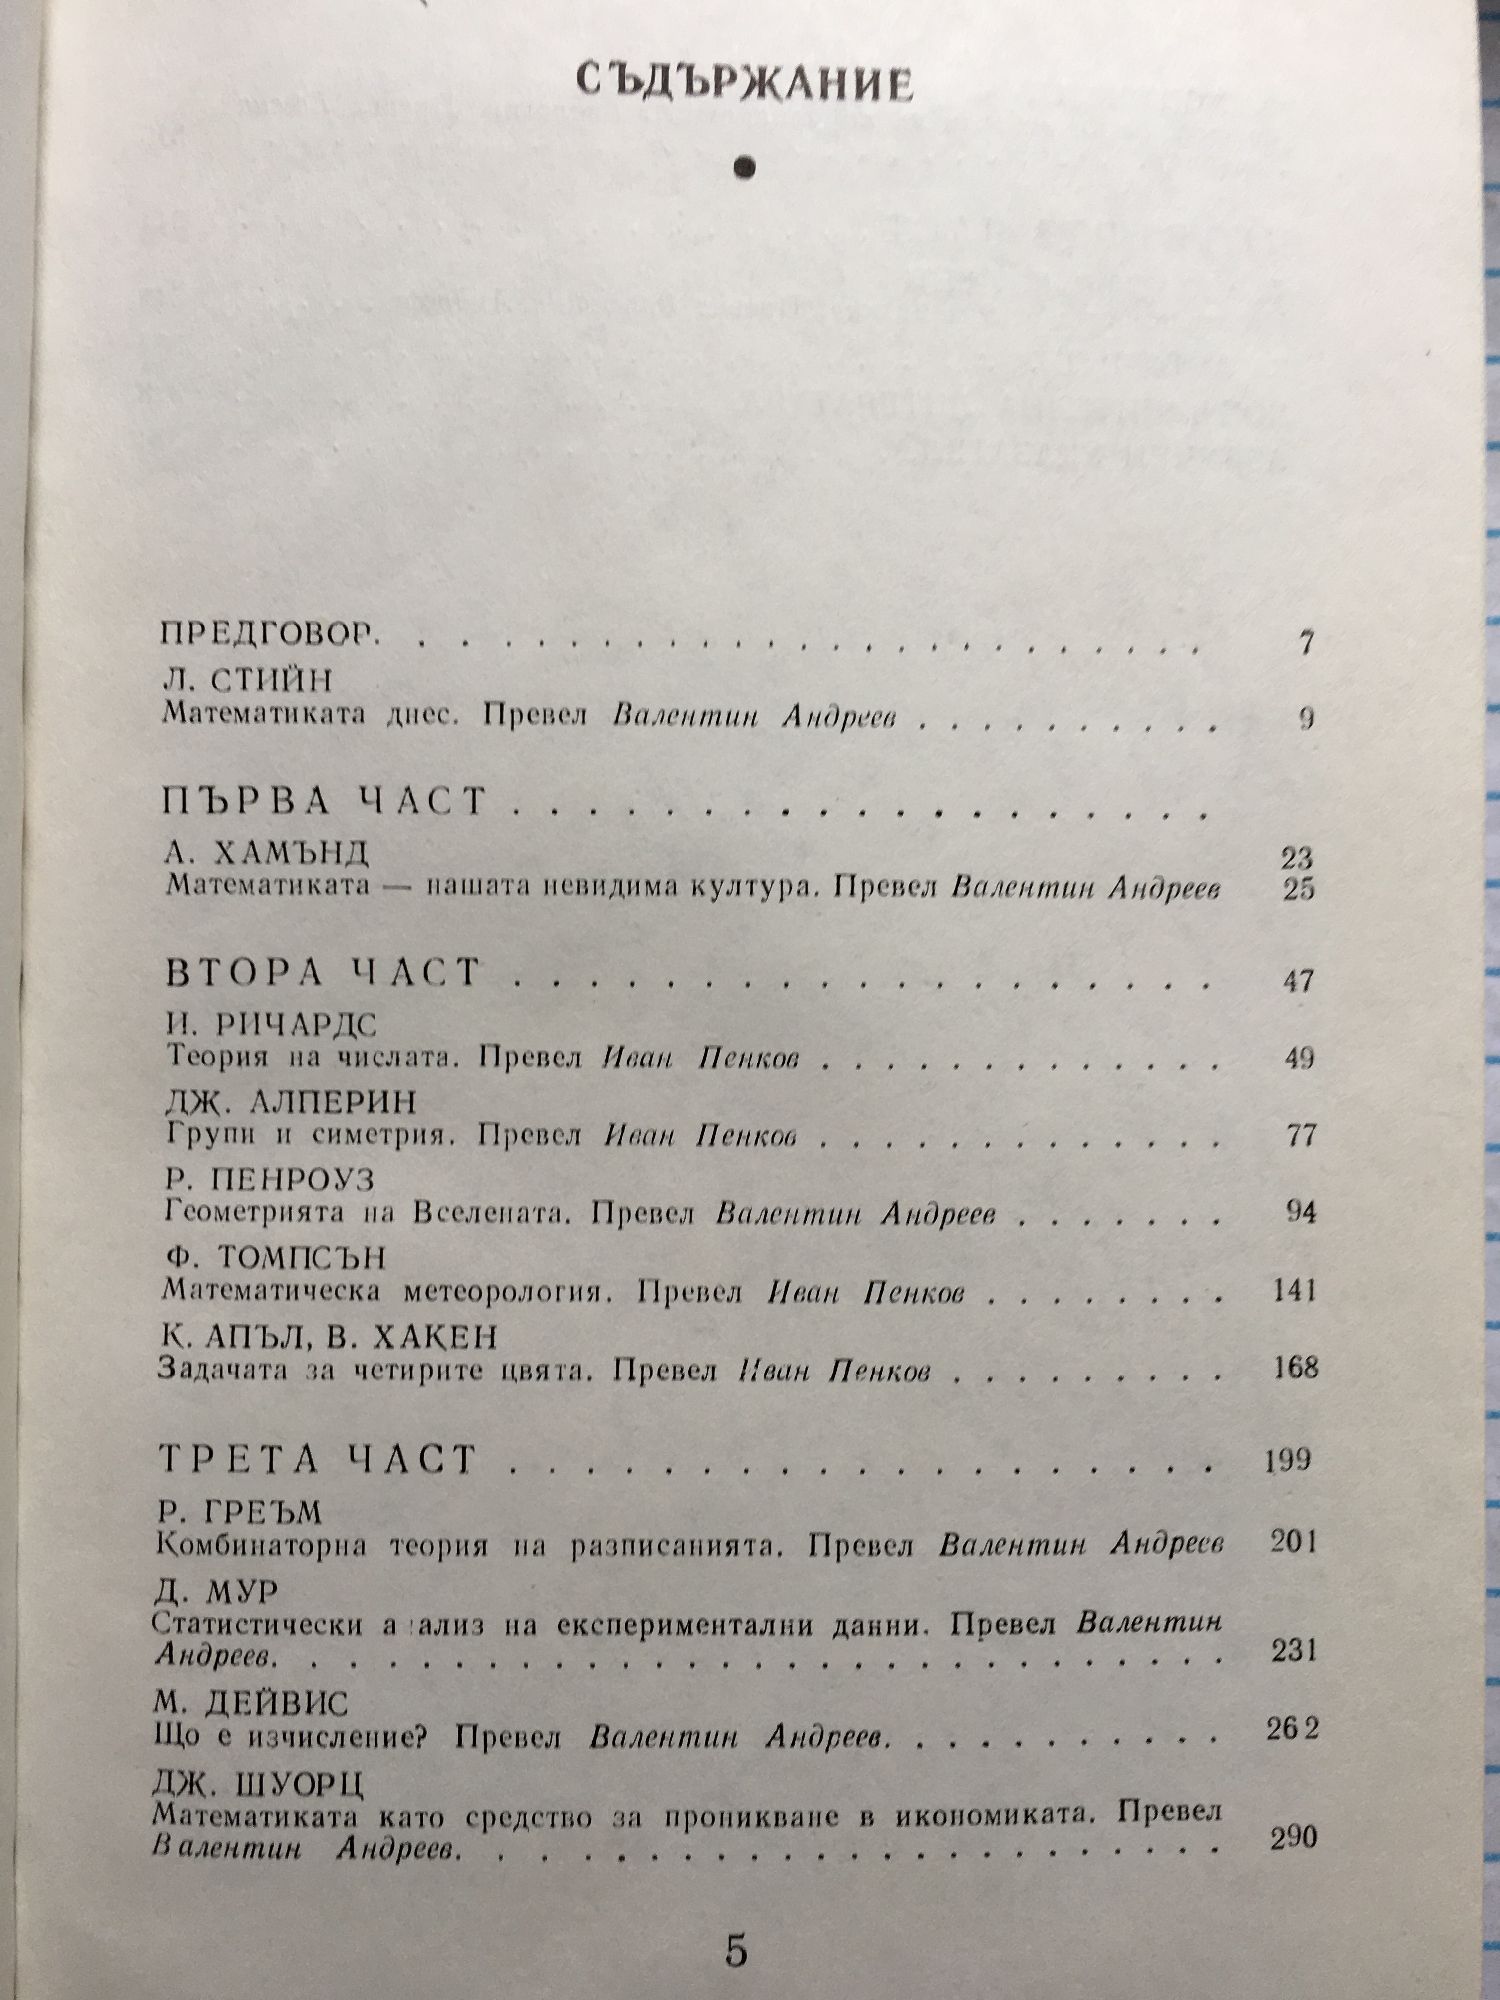 СЪДЪРЖАНИЕ
•
ПРЕДГОВОР. . . . . . . . . . . . . . . . . . . . . 7
Л. СТИЙН
Математиката днес. Превел Валентин Андреев . . . . . . . . . . 9
ПЪРВА ЧАСТ . . . . . . . . . . . . . . . . . . .
А. ХАМЪНД 23
Математиката — нашата невидима култура. Превел Валентин Андреев 25
ВТОРА ЧАСТ . . . . . . . . . . . . . . . . . . . 47
И. РИЧАРДС
Теория на числата. Превел Иван Пенков . . . . . . . . . . . . . 49
ДЖ. АЛПЕРИН
Групи и симетрия. Превел Иван Пенков . . . . . . . . . . . . . 77
Р. ПЕНРОУЗ
Геометрията на Вселената. Превел Валентин Андреев . . . . . . . 94
Ф. ТОМПСЪН
Математическа метеорология. Превел Иван Пенков . . . . . . . . 141
К. АПЪЛ, В. ХАКЕН
Задачата за четирите цвята. Превел Иван Пенков . . . . . . . . . 168
ТРЕТА ЧАСТ . . . . . . . . . . . . . . . . . . . 199
Р. ГРЕЪМ
Комбинаторна теория на разписанията. Превел Валентин Андреев 201
Д. МУР
Статистически а ализ на експериментални данни. Превел Валентин
Андреев. . . . . . . . . . . . . . . . . . . . . . . . . . . 231
М. ДЕЙВИС
Що е изчисление? Превел Валентин Андреев. . . . . . . . . . . 262
ДЖ. ШУОРЦ
Математиката като средство за проникване в икономиката. Превел
Валентин Андреев. . . . . . . . . . . . . . . . . . . . 290
5